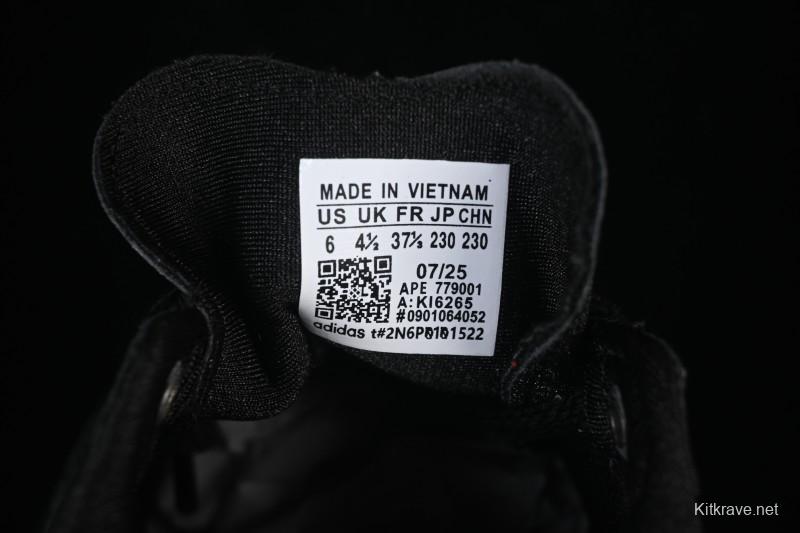 MADE IN VIETNAM
US UK FR JP CHN
6 4½ 37⅓ 230 230
07/25
APE 779001
A: KI6265
#0901064052
adidas
Kitkrave.net